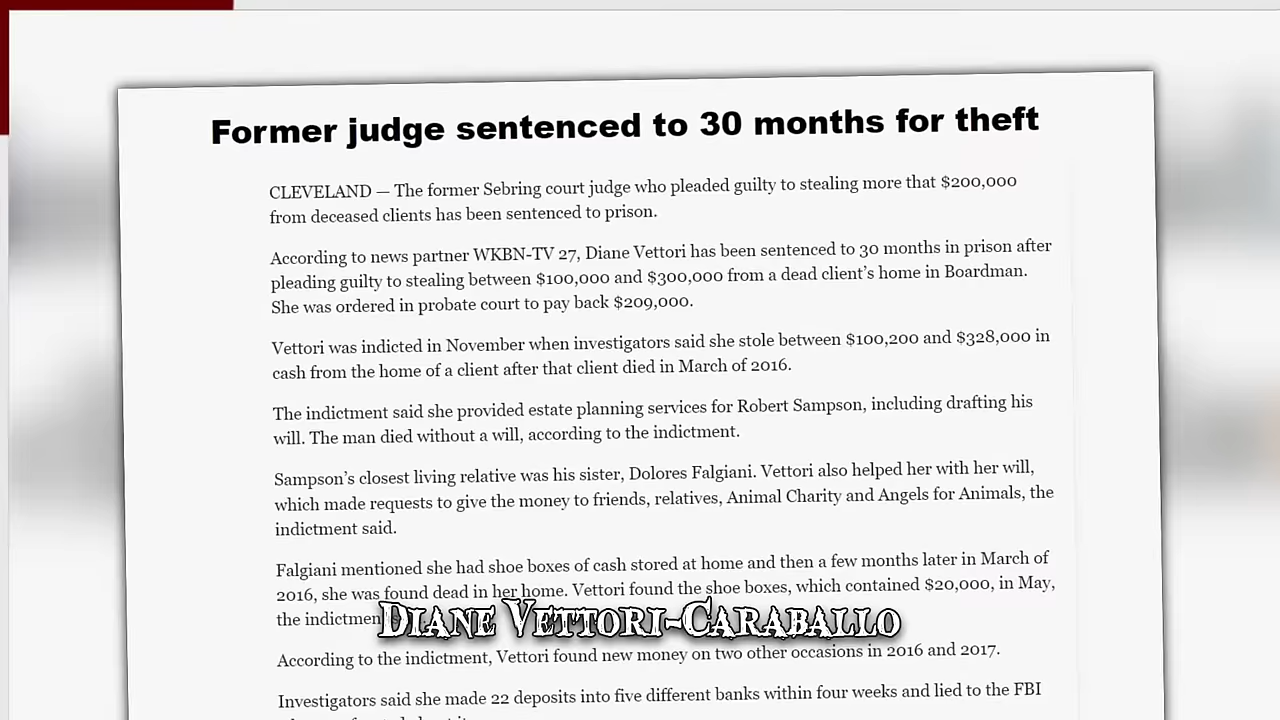 Former judge sentenced to 30 months for theft
CLEVELAND — The former Sebring court judge who pleaded guilty to stealing more that $200,000
from deceased clients has been sentenced to prison.
According to news partner WKBN-TV 27, Diane Vettori has been sentenced to 30 months in prison after
pleading guilty to stealing between $100,000 and $300,000 from a dead client's home in Boardman.
She was ordered in probate court to pay back $209,000.
Vettori was indicted in November when investigators said she stole between $100,200 and $328,000 in
cash from the home of a client after that client died in March of 2016.
The indictment said she provided estate planning services for Robert Sampson, including drafting his
will. The man died without a will, according to the indictment.
Sampson's closest living relative was his sister, Dolores Falgiani. Vettori also helped her with her will,
which made requests to give the money to friends, relatives, Animal Charity and Angels for Animals, the
indictment said.
Falgiani mentioned she had shoe boxes of cash stored at home and then a few months later in March of
2016, she was found dead in her home. Vettori found the shoe boxes, which contained $20,000, in May,
the indictmen
Diane Vettori-Caraballo
According to the indictment, Vettori found new money on two other occasions in 2016 and 2017.
Investigators said she made 22 deposits into five different banks within four weeks and lied to the FBI